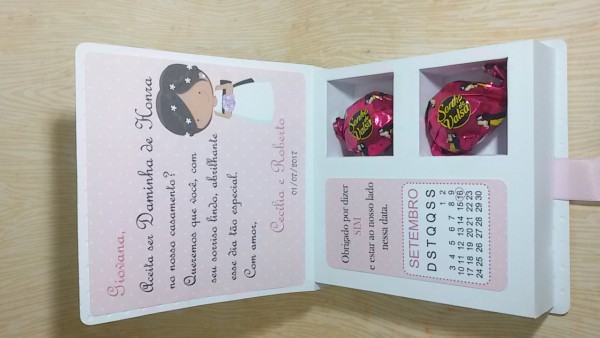 Giovana,
Aceita ser Daminha de Honra
no nosso casamento?
Queremos que você, com
seu sorriso lindo, abrilhante
esse dia tão especial.
Com amor,
Cecília e Roberto
01/07/2017
Sonho
de
Valsa
Sonho
de
Valsa
Obrigado por dizer
SIM
e estar ao nosso lado
nessa data.
SETEMBRO
D S T Q Q S S
1 2
3 4 5 6 7 8 9
10 11 12 13 14 15 16
17 18 19 20 21 22 23
24 25 26 27 28 29 30